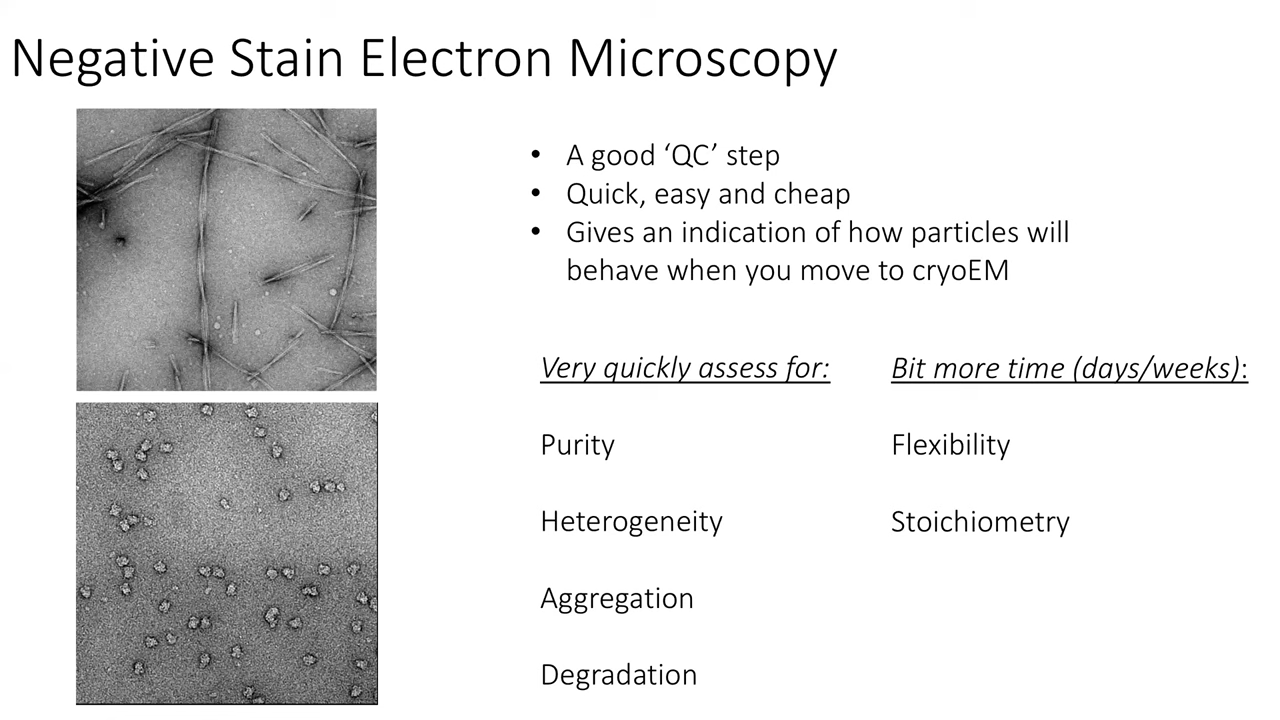 Negative Stain Electron Microscopy
• A good ‘QC’ step
• Quick, easy and cheap
• Gives an indication of how particles will
behave when you move to cryoEM
Very quickly assess for:
Purity
Heterogeneity
Aggregation
Degradation
Bit more time (days/weeks):
Flexibility
Stoichiometry